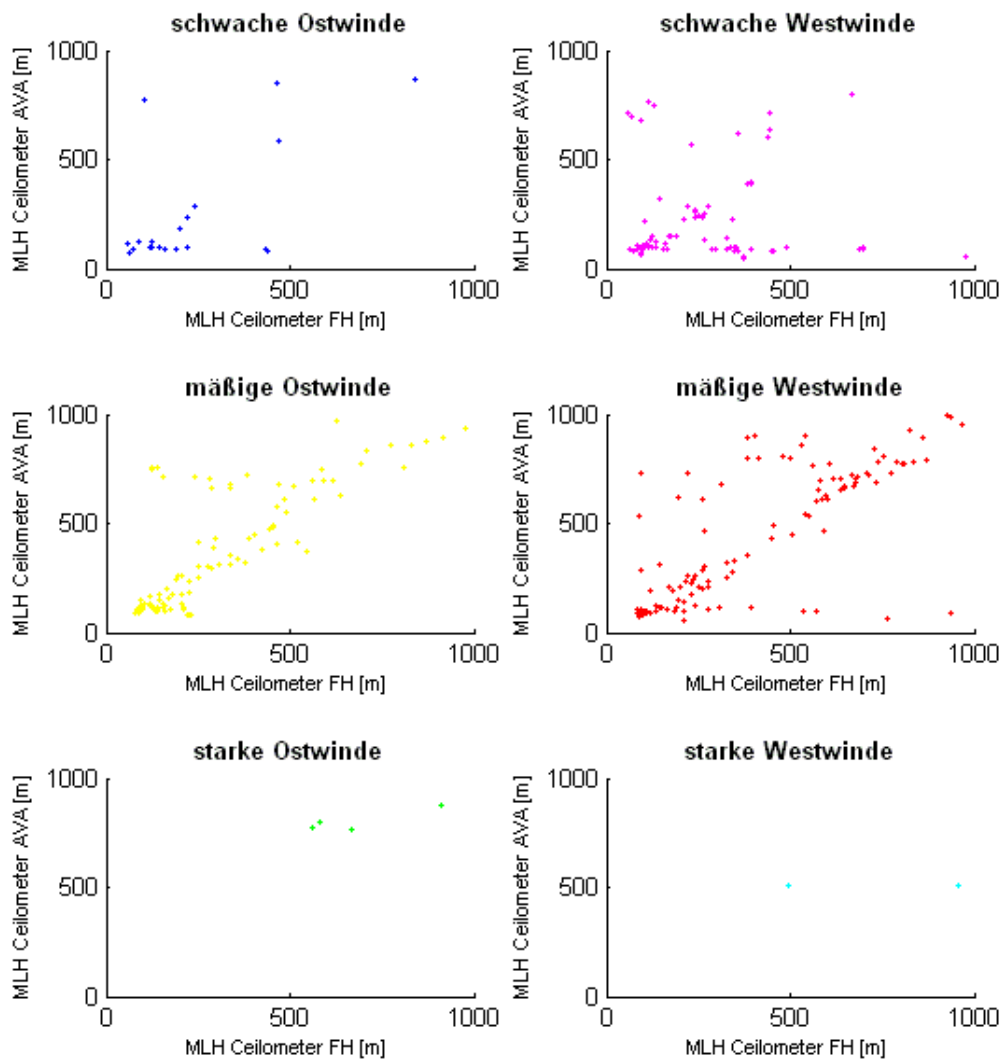 schwache Ostwinde
MLH Ceilometer AVA [m]
1000
500
0
0 500 1000
MLH Ceilometer FH [m]
schwache Westwinde
MLH Ceilometer AVA [m]
1000
500
0
0 500 1000
MLH Ceilometer FH [m]
mäßige Ostwinde
MLH Ceilometer AVA [m]
1000
500
0
0 500 1000
MLH Ceilometer FH [m]
mäßige Westwinde
MLH Ceilometer AVA [m]
1000
500
0
0 500 1000
MLH Ceilometer FH [m]
starke Ostwinde
MLH Ceilometer AVA [m]
1000
500
0
0 500 1000
MLH Ceilometer FH [m]
starke Westwinde
MLH Ceilometer AVA [m]
1000
500
0
0 500 1000
MLH Ceilometer FH [m]